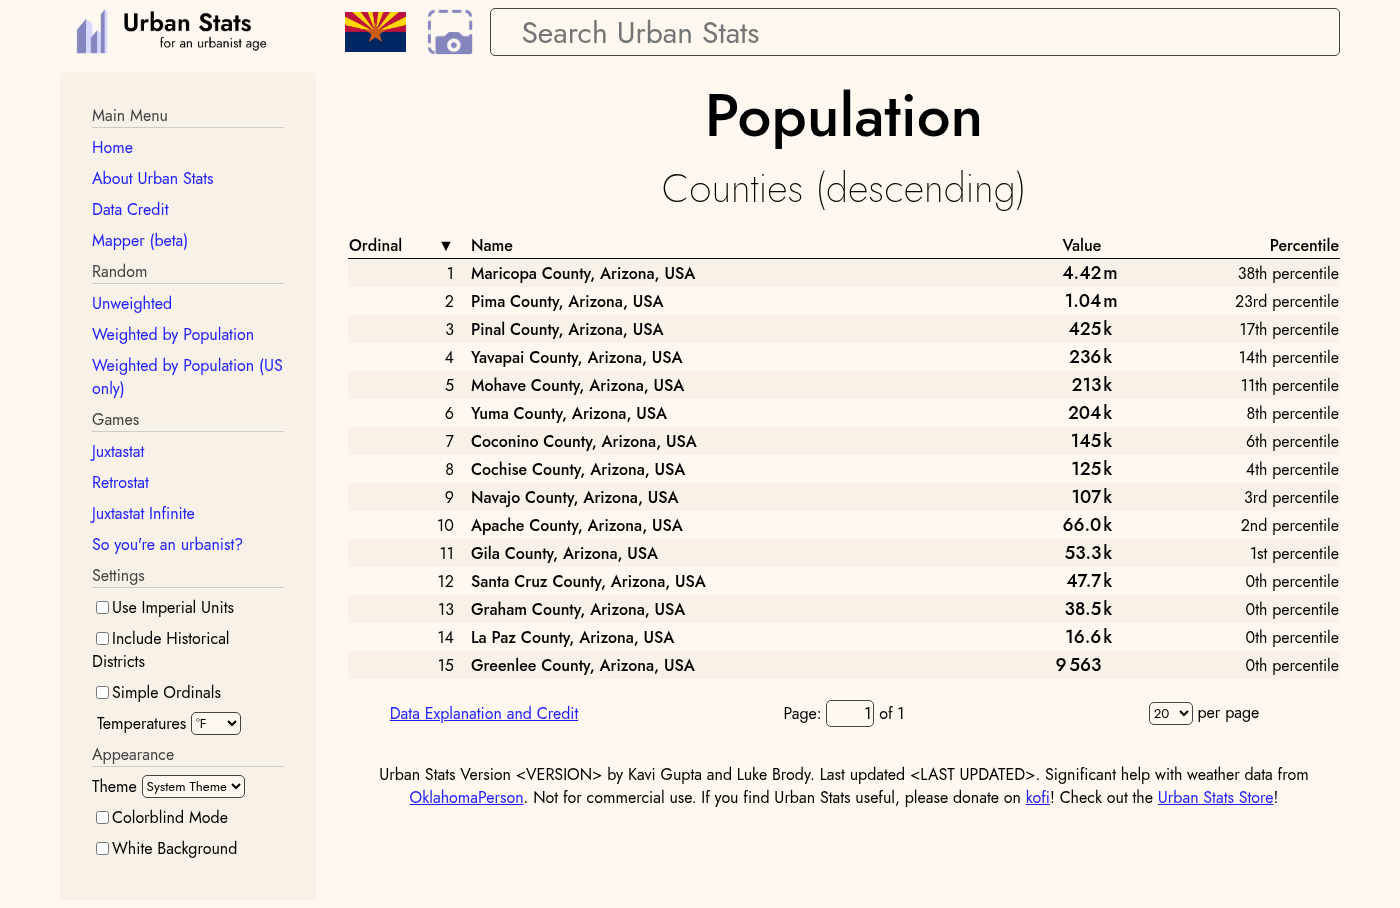 Urban Stats
for an urbanist age
Search Urban Stats
Main Menu
Home
About Urban Stats
Data Credit
Mapper (beta)
Random
Unweighted
Weighted by Population
Weighted by Population (US
only)
Games
Juxtastat
Retrostat
Juxtastat Infinite
So you're an urbanist?
Settings
Use Imperial Units
Include Historical
Districts
Simple Ordinals
Temperatures °F
Appearance
Theme System Theme
Colorblind Mode
White Background
Population
Counties (descending)
Ordinal ▼ Name Value Percentile
1 Maricopa County, Arizona, USA 4.42 m 38th percentile
2 Pima County, Arizona, USA 1.04 m 23rd percentile
3 Pinal County, Arizona, USA 425 k 17th percentile
4 Yavapai County, Arizona, USA 236 k 14th percentile
5 Mohave County, Arizona, USA 213 k 11th percentile
6 Yuma County, Arizona, USA 204 k 8th percentile
7 Coconino County, Arizona, USA 145 k 6th percentile
8 Cochise County, Arizona, USA 125 k 4th percentile
9 Navajo County, Arizona, USA 107 k 3rd percentile
10 Apache County, Arizona, USA 66.0 k 2nd percentile
11 Gila County, Arizona, USA 53.3 k 1st percentile
12 Santa Cruz County, Arizona, USA 47.7 k 0th percentile
13 Graham County, Arizona, USA 38.5 k 0th percentile
14 La Paz County, Arizona, USA 16.6 k 0th percentile
15 Greenlee County, Arizona, USA 9 563 0th percentile
Data Explanation and Credit Page: 1 of 1 20 per page
Urban Stats Version <VERSION> by Kavi Gupta and Luke Brody. Last updated <LAST UPDATED>. Significant help with weather data from
OklahomaPerson. Not for commercial use. If you find Urban Stats useful, please donate on kofi! Check out the Urban Stats Store!